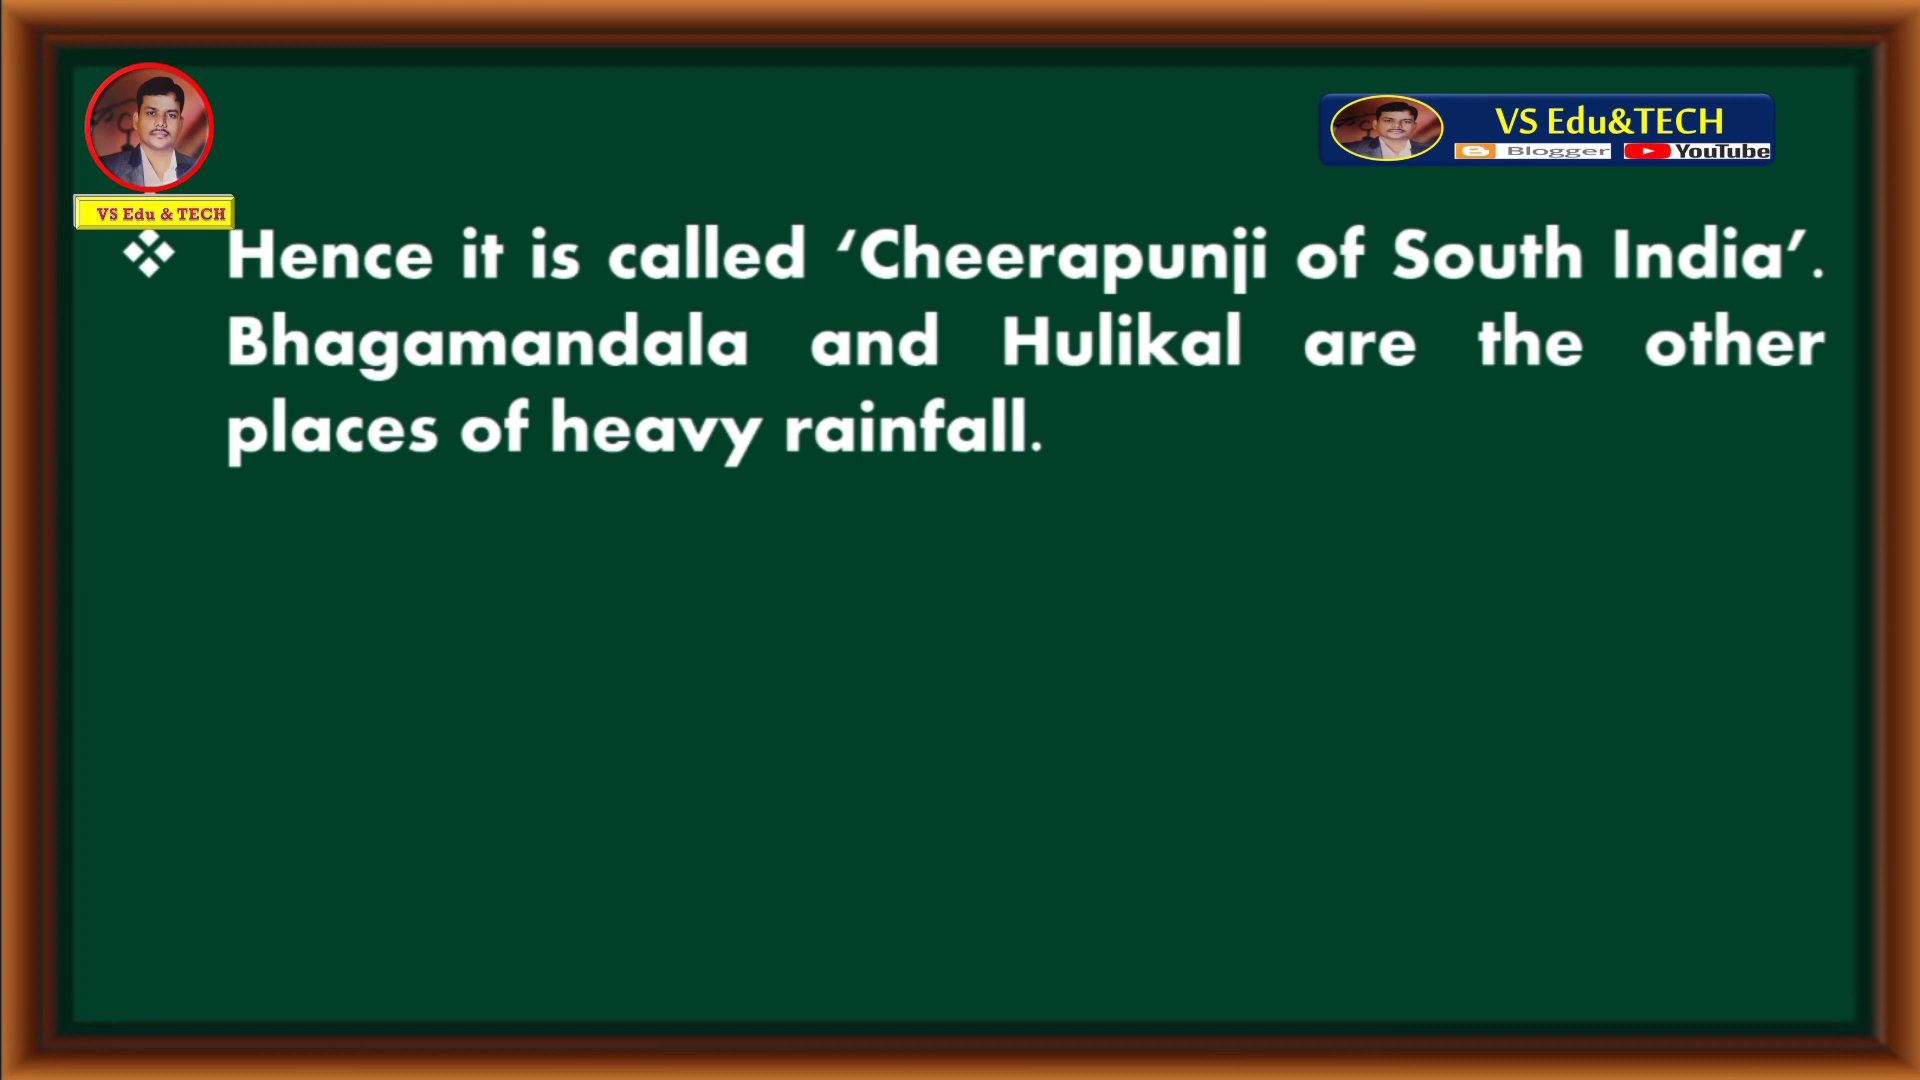 VS Edu&TECH
Blogger YouTube
VS Edu & TECH
❖ Hence it is called ‘Cheerapunji of South India’.
Bhagamandala and Hulikal are the other
places of heavy rainfall.